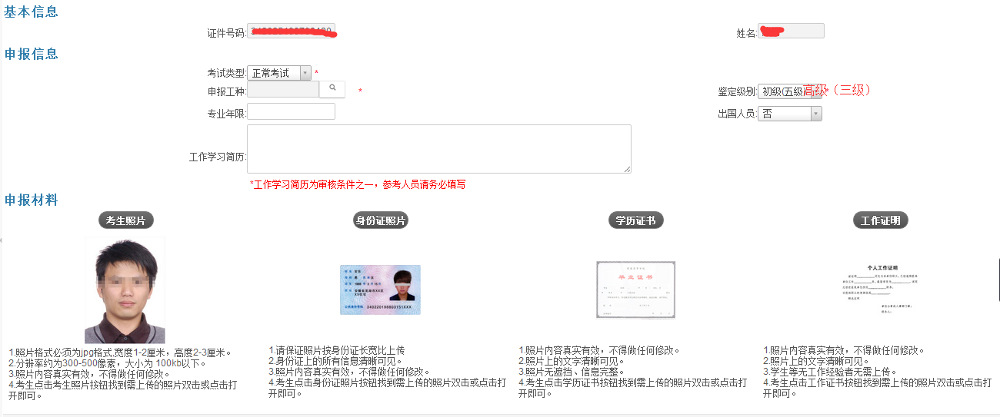 基本信息
证件号码:
姓名:
申报信息
考试类型: 正常考试 *
申报工种: *
鉴定级别: 初级(五级) * 高级（三级）
专业年限:
出国人员: 否
工作学习简历:
*工作学习简历为审核条件之一，参考人员请务必填写
申报材料
考生照片
身份证照片
学历证书
工作证明
毕业证书
个人工作证明
1.照片格式必须为jpg格式,宽度1-2厘米，高度2-3厘米。
2.分辨率约为300-500像素，大小为 100kb以下。
3.照片内容真实有效，不得做任何修改。
4.考生点击考生照片按钮找到需上传的照片双击或点击打
开即可。
1.请保证照片按身份证长宽比上传
2.身份证上的所有信息清晰可见。
3.照片内容真实有效，不得做任何修改。
4.考生点击身份证照片按钮找到需上传的照片双击或点击打
开即可。
1.照片内容真实有效，不得做任何修改。
2.照片上的文字清晰可见。
3.照片无遮挡、信息完整。
4.考生点击学历证书按钮找到需上传的照片双击或点击打
开即可。
1.照片内容真实有效，不得做任何修改。
2.照片上的文字清晰可见。
3.学生等无工作经验者无需上传。
4.考生点击工作证书按钮找到需上传的照片双击或点击打
开即可。